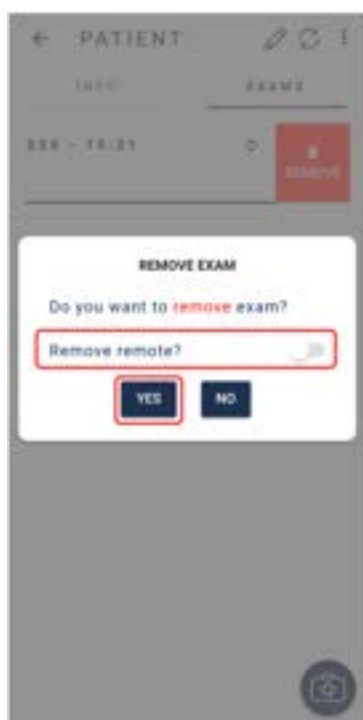 PATIENT
INFO
EXAMS
REMOVE
REMOVE EXAM
Do you want to remove exam?
Remove remote?
YES NO